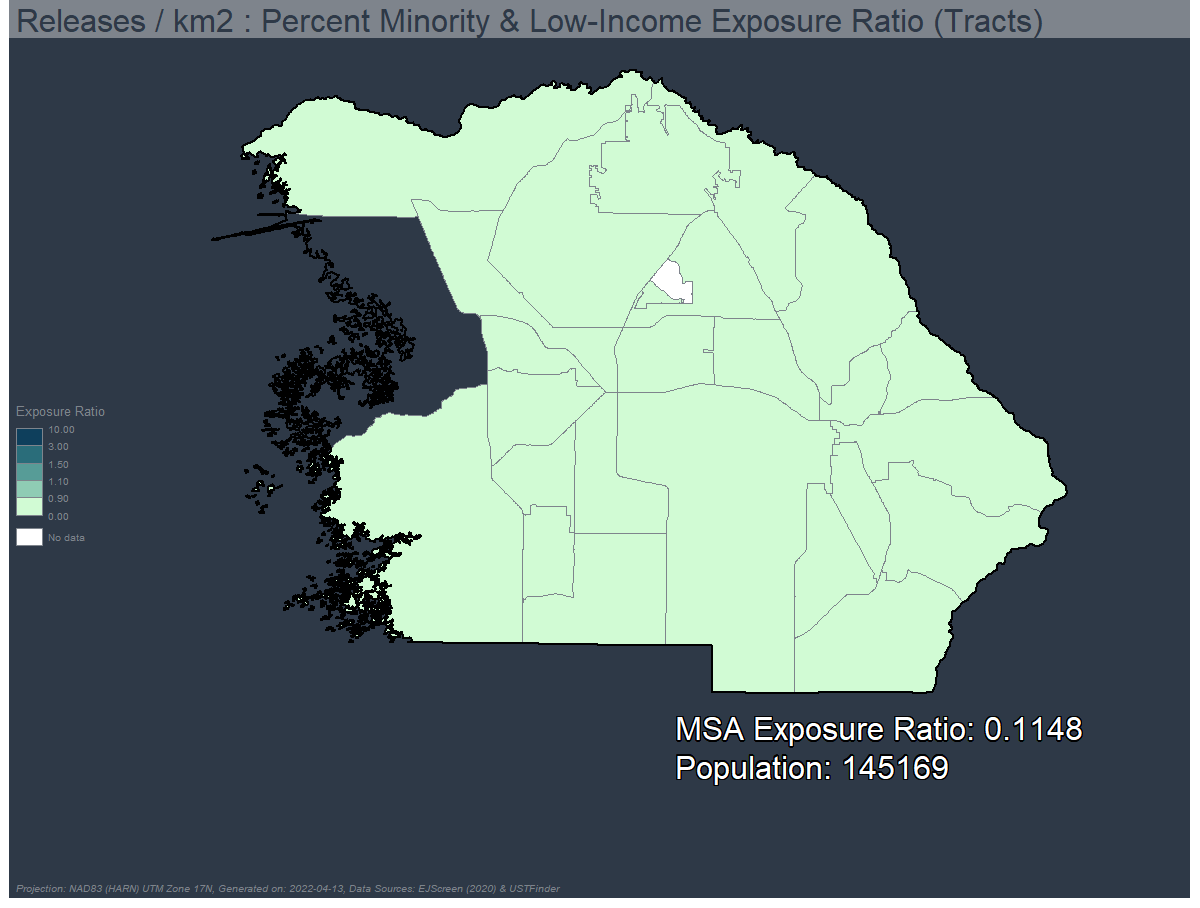 Releases / km2 : Percent Minority & Low-Income Exposure Ratio (Tracts)
Exposure Ratio
10.00
3.00
1.50
1.10
0.90
0.00
No data
MSA Exposure Ratio: 0.1148
Population: 145169
Projection: NAD83 (HARN) UTM Zone 17N, Generated on: 2022-04-13, Data Sources: EJScreen (2020) & USTFinder